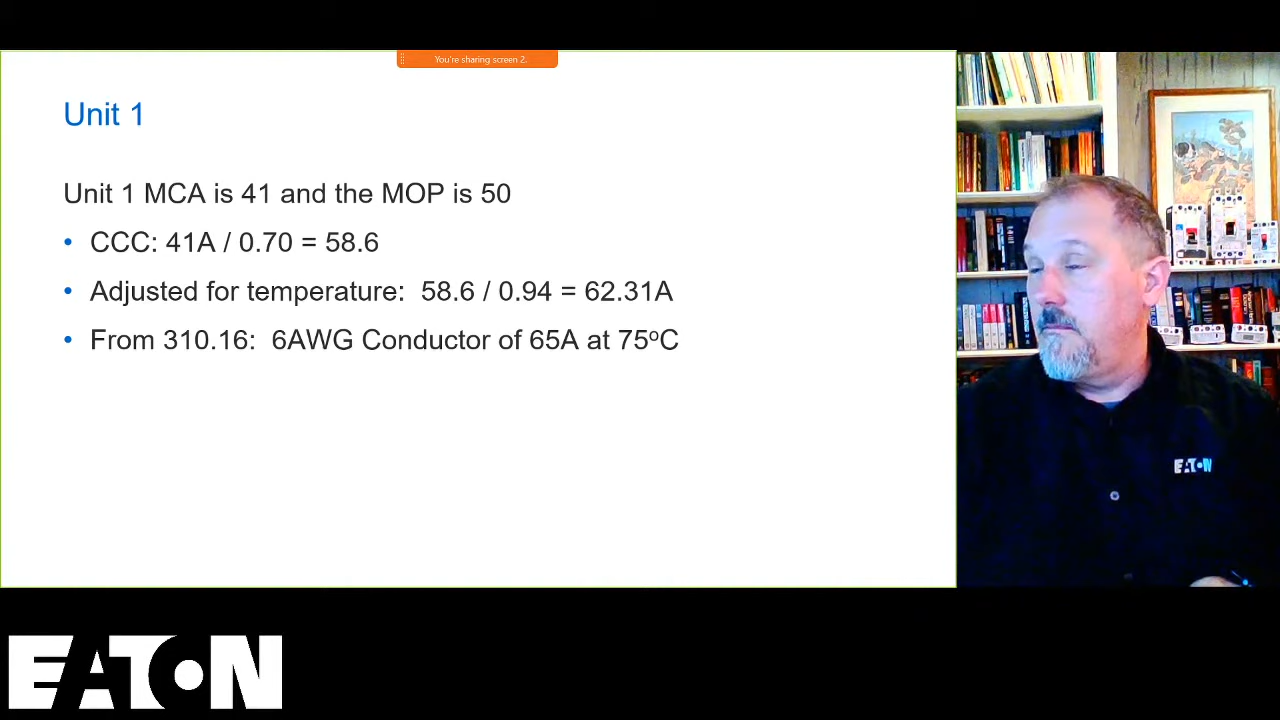 You're sharing screen 2.
Unit 1
Unit 1 MCA is 41 and the MOP is 50
• CCC: 41A / 0.70 = 58.6
• Adjusted for temperature: 58.6 / 0.94 = 62.31A
• From 310.16: 6AWG Conductor of 65A at 75ºC
EATON
EATON